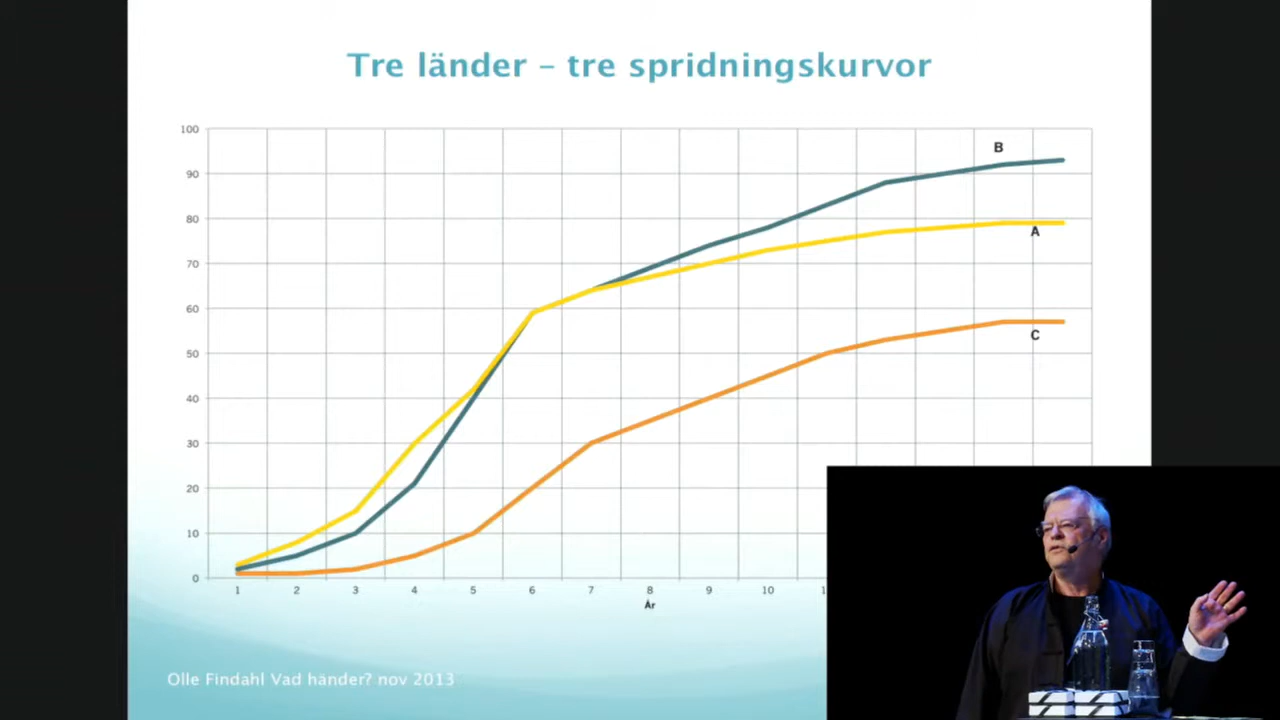 Tre länder – tre spridningskurvor
100
90
80
70
60
50
40
30
20
10
0
B
A
C
1 2 3 4 5 6 7 8 9 10
År
Olle Findahl Vad händer? nov 2013